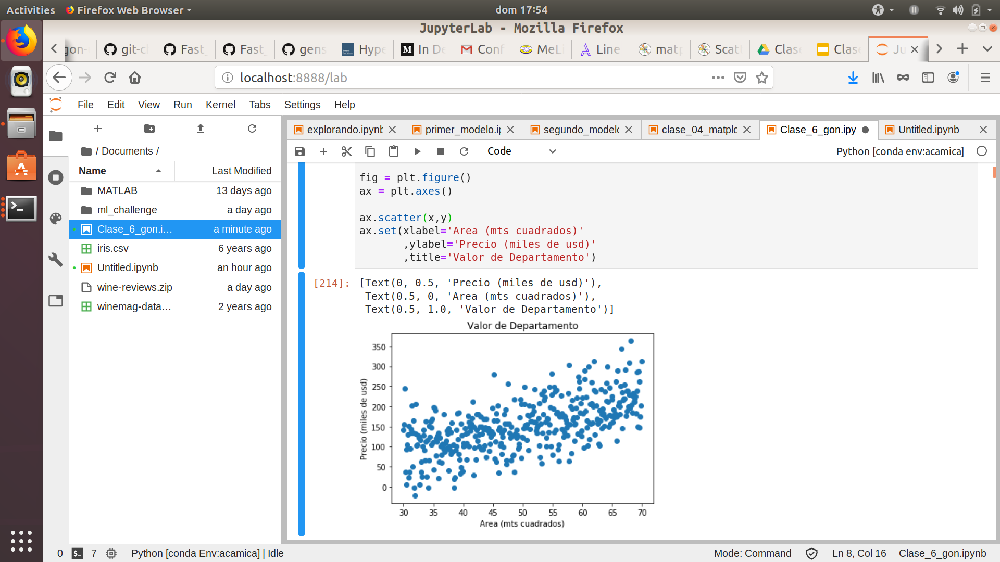 Activities Firefox Web Browser dom 17:54
JupyterLab - Mozilla Firefox
gon- git-cl Fast_ Fast_ gens Hype In De Conf MeLi Line matp Scat Clase Clase Ju
localhost:8888/lab
File Edit View Run Kernel Tabs Settings Help
explorando.ipynb primer_modelo.ip segundo_modelo clase_04_matplo Clase_6_gon.ipy Untitled.ipynb
/ Documents /
Code Python [conda env:acamica]
Name Last Modified
MATLAB 13 days ago
ml_challenge a day ago
Clase_6_gon.i... a minute ago
iris.csv 6 years ago
Untitled.ipynb an hour ago
wine-reviews.zip a day ago
winemag-data... 2 years ago
fig = plt.figure()
ax = plt.axes()
ax.scatter(x,y)
ax.set(xlabel='Area (mts cuadrados)'
,ylabel='Precio (miles de usd)'
,title='Valor de Departamento')
[214]: [Text(0, 0.5, 'Precio (miles de usd)'),
Text(0.5, 0, 'Area (mts cuadrados)'),
Text(0.5, 1.0, 'Valor de Departamento')]
Valor de Departamento
Precio (miles de usd)
350
300
250
200
150
100
50
0
30 35 40 45 50 55 60 65 70
Area (mts cuadrados)
0 7 Python [conda Env:acamica] | Idle Mode: Command Ln 8, Col 16 Clase_6_gon.ipynb